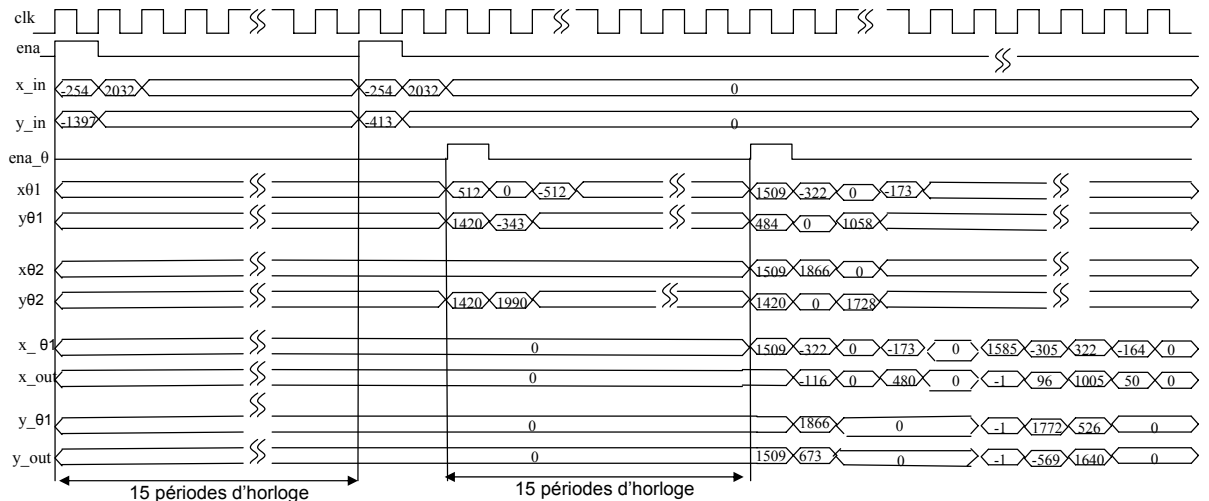 clk
ena
x_in -254 2032 -254 2032 0
y_in -1397 -413 0
ena_θ
xθ1 512 0 -512 1509 -322 0 -173
yθ1 1420 -343 484 0 1058
xθ2 1509 1866 0
yθ2 1420 1990 1420 0 1728
x_ θ1 0 1509 -322 0 -173 0 1585 -305 322 -164 0
x_out 0 -116 0 480 0 -1 96 1005 50 0
y_θ1 0 1866 0 -1 1772 526 0
y_out 0 1509 673 0 -1 -569 1640 0
15 périodes d'horloge 15 périodes d'horloge